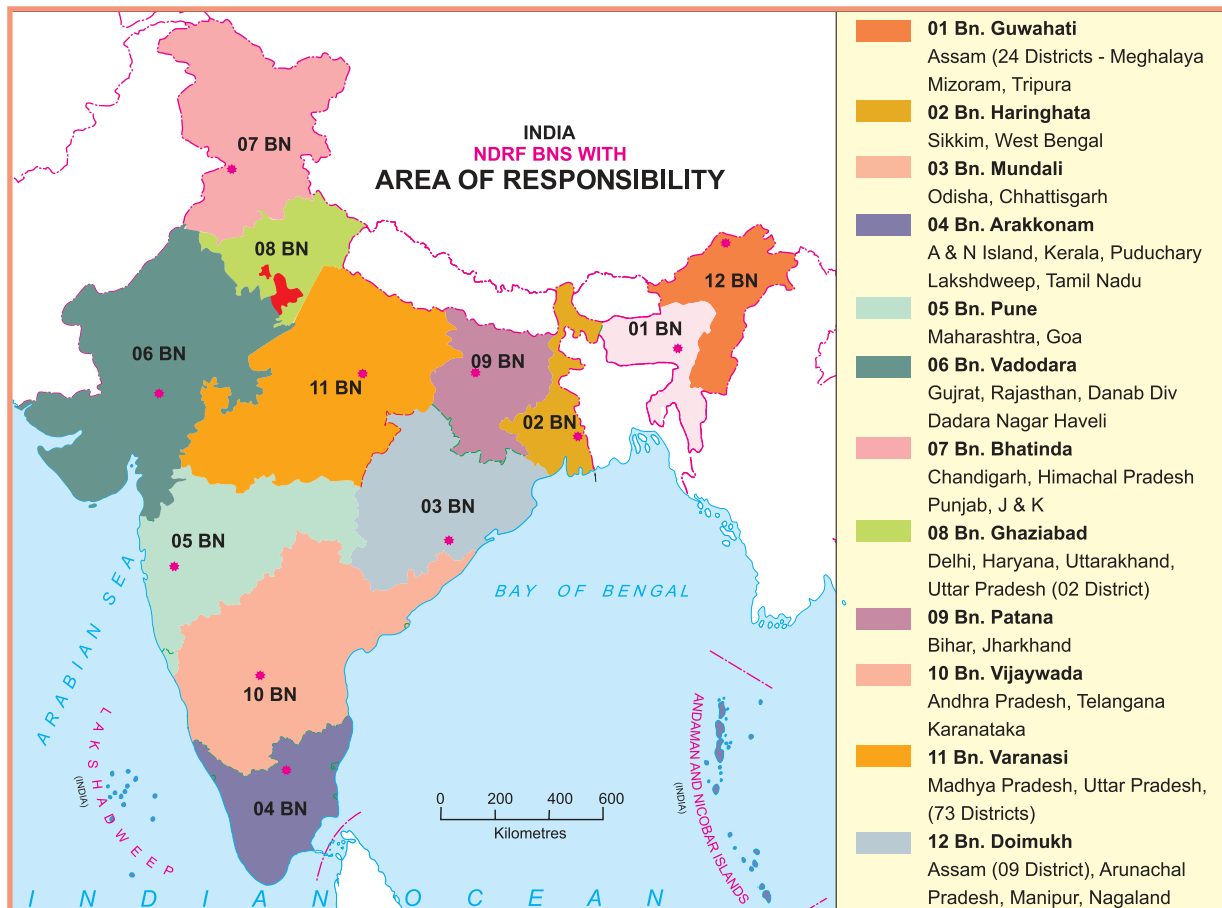 INDIA
NDRF BNS WITH
AREA OF RESPONSIBILITY
07 BN
08 BN
12 BN
01 BN
06 BN
09 BN
11 BN
02 BN
03 BN
05 BN
BAY OF BENGAL
ARABIAN SEA
10 BN
LAKSHADWEEP
(INDIA)
ANDAMAN AND NICOBAR ISLANDS
(INDIA)
04 BN
0 200 400 600
Kilometres
INDIAN OCEAN
01 Bn. Guwahati
Assam (24 Districts - Meghalaya
Mizoram, Tripura
02 Bn. Haringhata
Sikkim, West Bengal
03 Bn. Mundali
Odisha, Chhattisgarh
04 Bn. Arakkonam
A & N Island, Kerala, Puduchary
Lakshdweep, Tamil Nadu
05 Bn. Pune
Maharashtra, Goa
06 Bn. Vadodara
Gujrat, Rajasthan, Danab Div
Dadara Nagar Haveli
07 Bn. Bhatinda
Chandigarh, Himachal Pradesh
Punjab, J & K
08 Bn. Ghaziabad
Delhi, Haryana, Uttarakhand,
Uttar Pradesh (02 District)
09 Bn. Patana
Bihar, Jharkhand
10 Bn. Vijaywada
Andhra Pradesh, Telangana
Karanataka
11 Bn. Varanasi
Madhya Pradesh, Uttar Pradesh,
(73 Districts)
12 Bn. Doimukh
Assam (09 District), Arunachal
Pradesh, Manipur, Nagaland